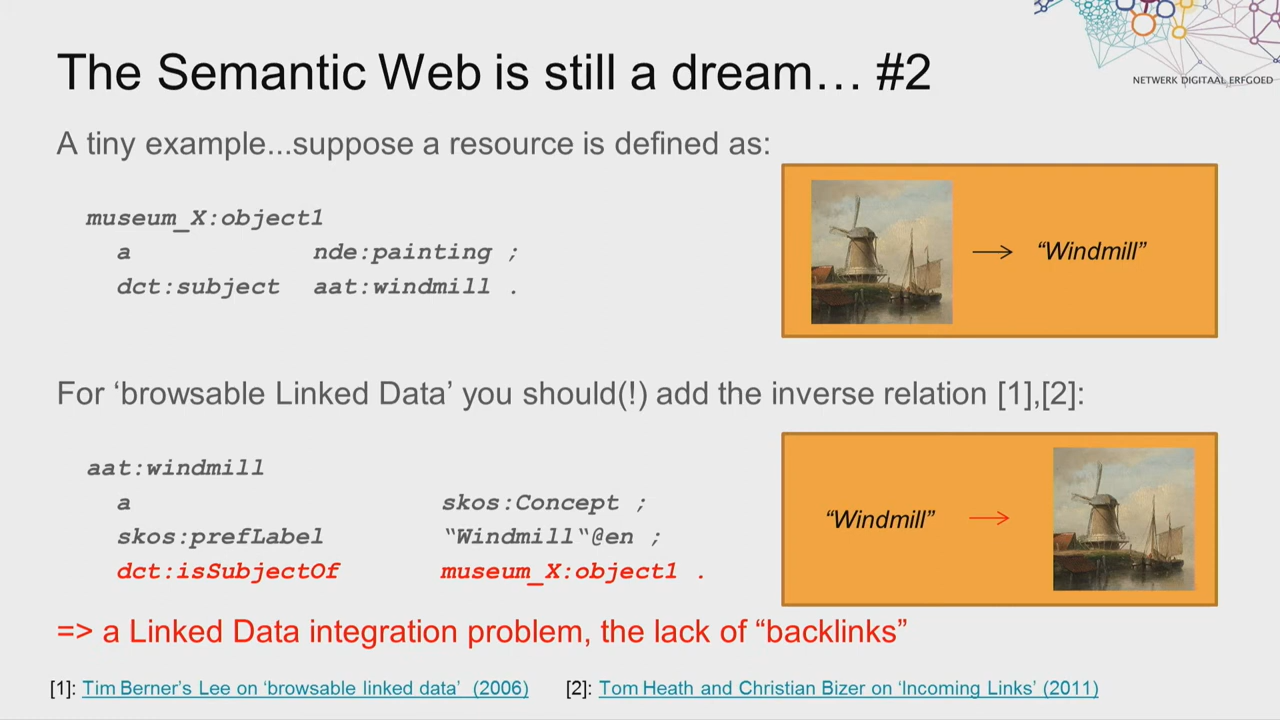 The Semantic Web is still a dream… #2
NETWERK DIGITAAL ERFGOED
A tiny example...suppose a resource is defined as:
museum_X:object1
a nde:painting ;
dct:subject aat:windmill .
“Windmill”
For ‘browsable Linked Data’ you should(!) add the inverse relation [1],[2]:
aat:windmill
a skos:Concept ;
skos:prefLabel “Windmill“@en ;
dct:isSubjectOf museum_X:object1 .
“Windmill”
=> a Linked Data integration problem, the lack of “backlinks”
[1]: Tim Berner’s Lee on ‘browsable linked data’ (2006) [2]: Tom Heath and Christian Bizer on ‘Incoming Links’ (2011)